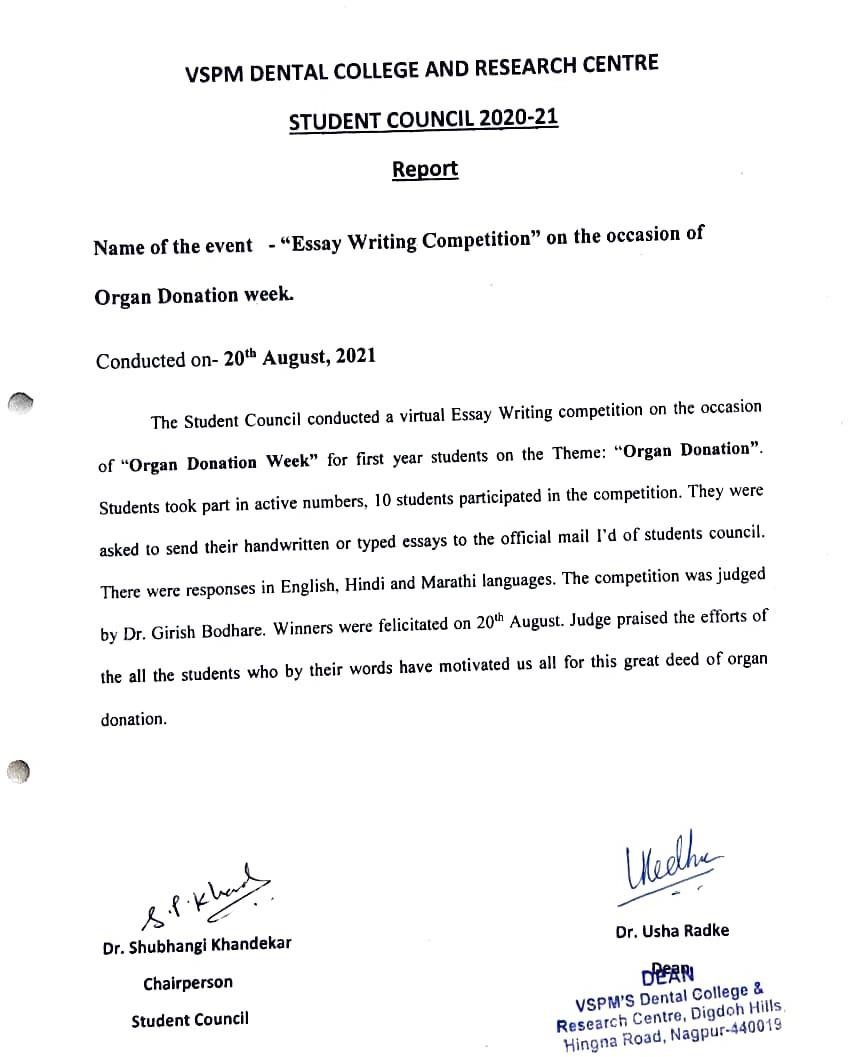 VSPM DENTAL COLLEGE AND RESEARCH CENTRE
STUDENT COUNCIL 2020-21
Report
Name of the event - “Essay Writing Competition” on the occasion of
Organ Donation week.
Conducted on- 20th August, 2021
The Student Council conducted a virtual Essay Writing competition on the occasion
of “Organ Donation Week” for first year students on the Theme: “Organ Donation”.
Students took part in active numbers, 10 students participated in the competition. They were
asked to send their handwritten or typed essays to the official mail I’d of students council.
There were responses in English, Hindi and Marathi languages. The competition was judged
by Dr. Girish Bodhare. Winners were felicitated on 20th August. Judge praised the efforts of
the all the students who by their words have motivated us all for this great deed of organ
donation.
S.P.Khand
Dr. Shubhangi Khandekar
Chairperson
Student Council
Dr. Usha Radke
Dean
DEAN
VSPM'S Dental College &
Research Centre, Digdoh Hills,
Hingna Road, Nagpur-440019